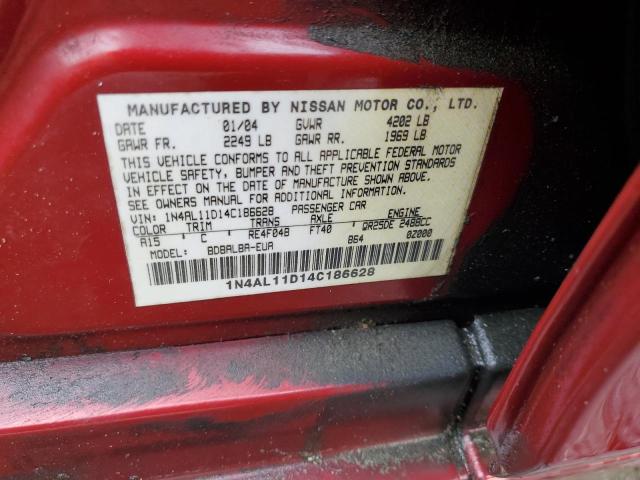 MANUFACTURED BY NISSAN MOTOR CO., LTD.
DATE 01/04 GVWR 4202 LB
GAWR FR. 2249 LB GAWR RR. 1969 LB
THIS VEHICLE CONFORMS TO ALL APPLICABLE FEDERAL MOTOR
VEHICLE SAFETY, BUMPER AND THEFT PREVENTION STANDARDS
IN EFFECT ON THE DATE OF MANUFACTURE SHOWN ABOVE.
SEE OWNERS MANUAL FOR ADDITIONAL INFORMATION.
VIN: 1N4AL11D14C186628 PASSENGER CAR
COLOR TRIM TRANS AXLE ENGINE
A15 C RE4F04B FT40 QR25DE 2488CC
MODEL: BDBALBA-EUA B64 02000
1N4AL11D14C186628